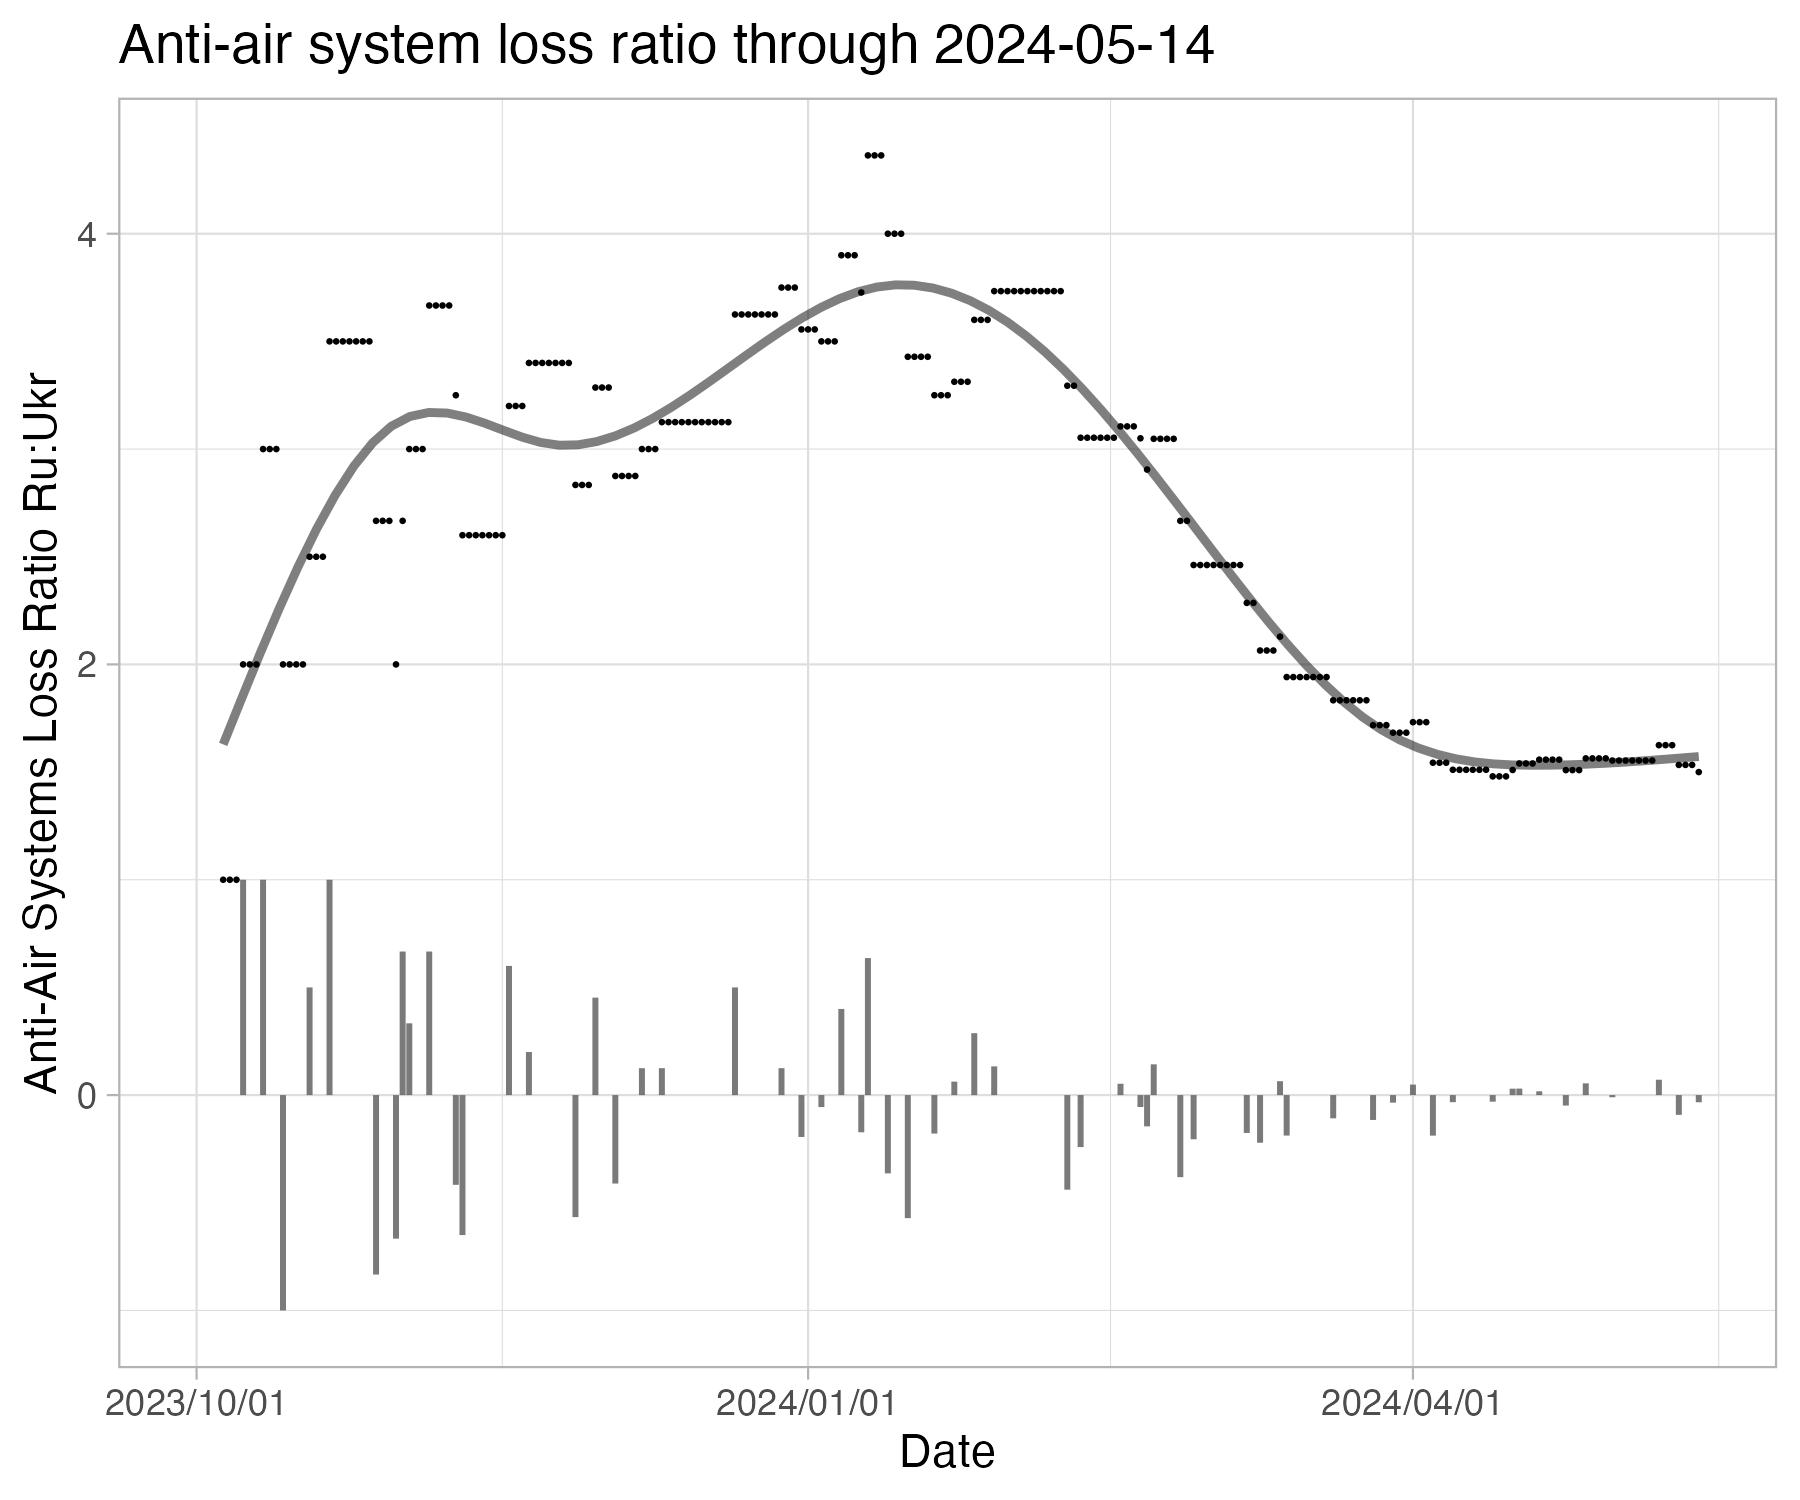 Anti-air system loss ratio through 2024-05-14
Anti-Air Systems Loss Ratio Ru:Ukr
4
2
0
2023/10/01
2024/01/01
2024/04/01
Date